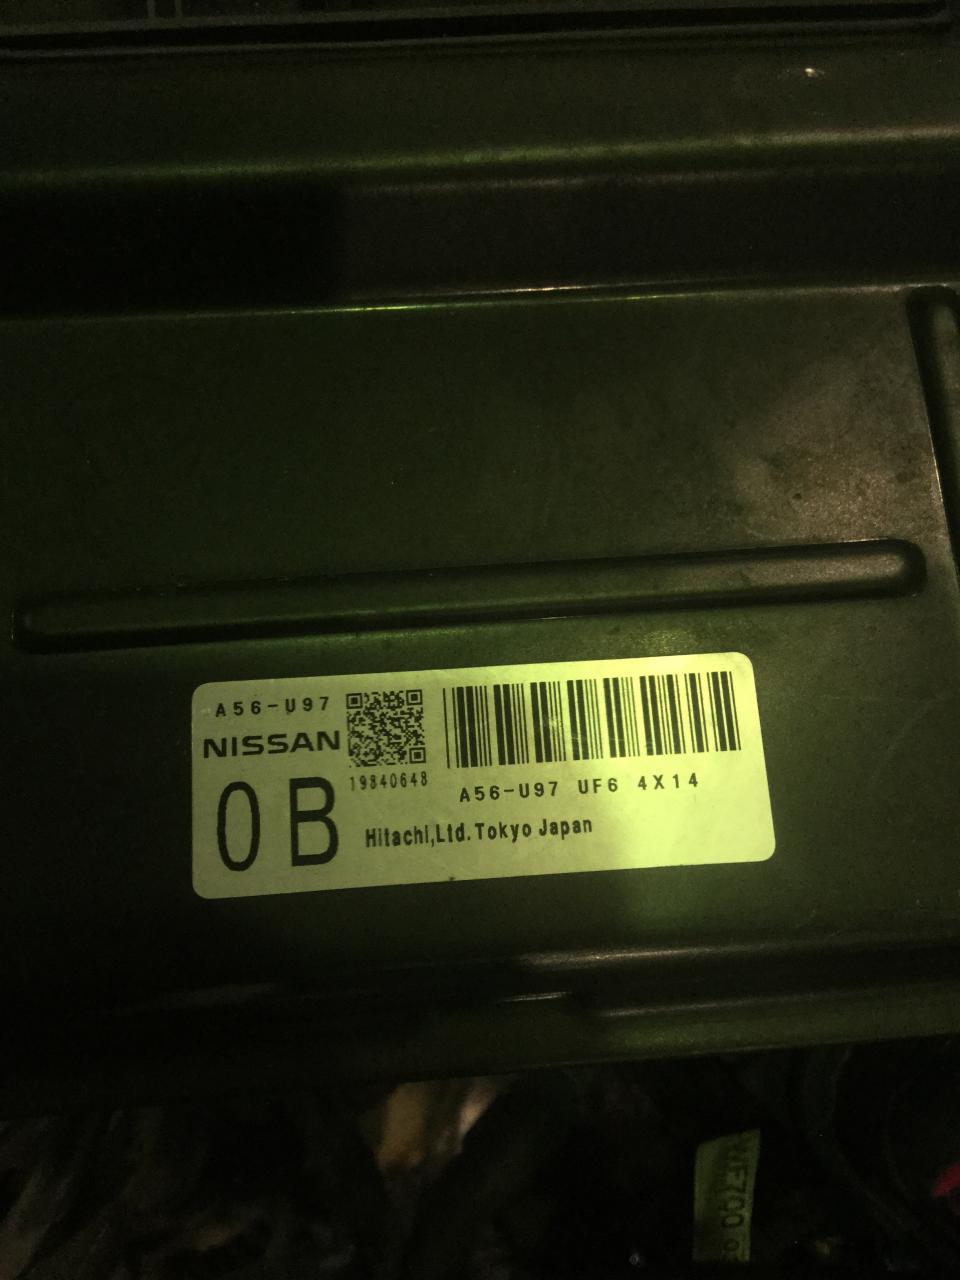 A56-U97
NISSAN
0B
19840648
A56-U97 UF6 4X14
Hitachi,Ltd.Tokyo Japan